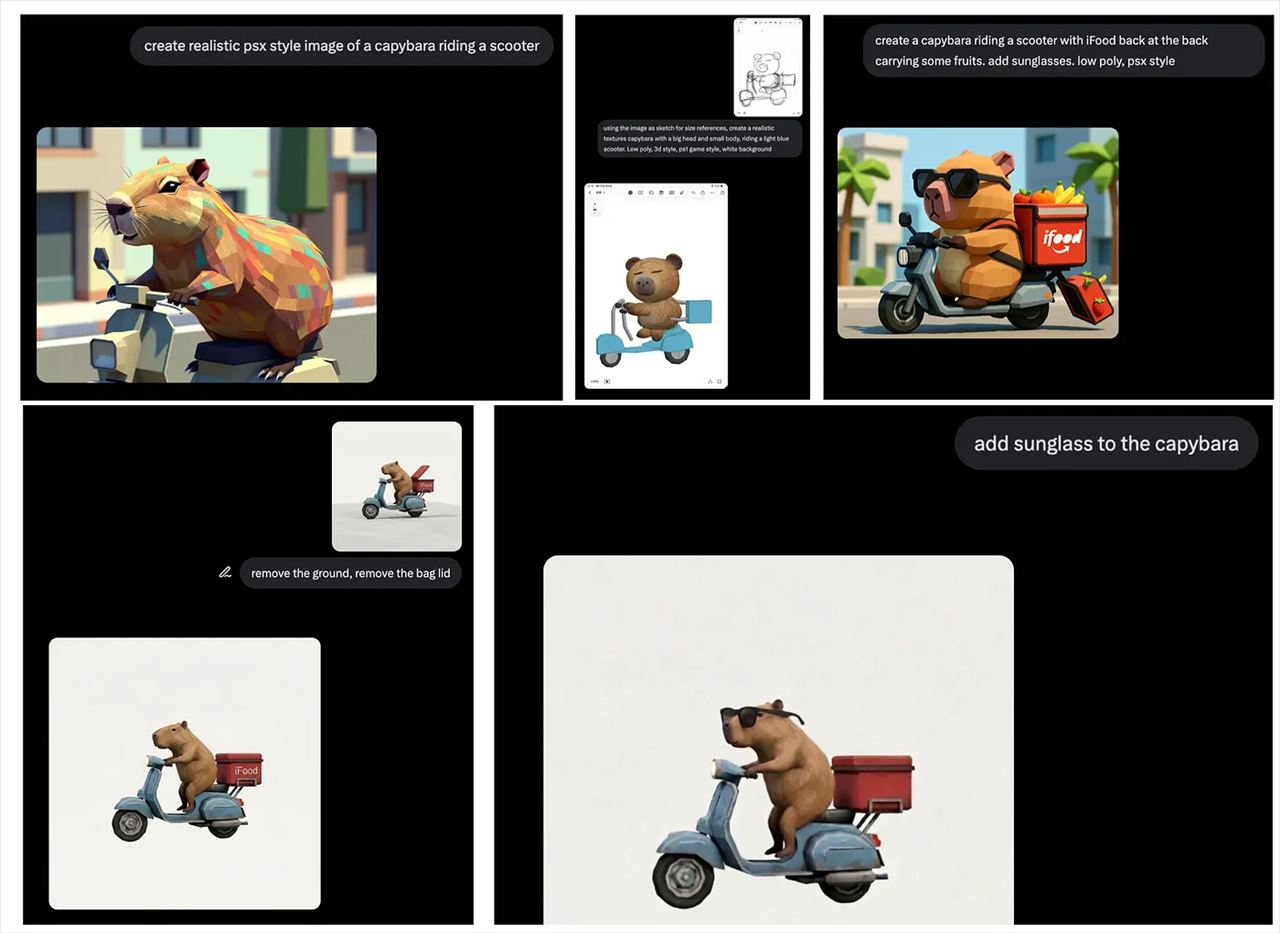 create realistic psx style image of a capybara riding a scooter
using the image as sketch for size references, create a realistic
textures capybara with a big head and small body, riding a light blue
scooter. Low poly, 3d style, ps1 game style, white background
create a capybara riding a scooter with iFood back at the back
carrying some fruits. add sunglasses. low poly, psx style
ifood
iFood
remove the ground, remove the bag lid
iFood
add sunglass to the capybara